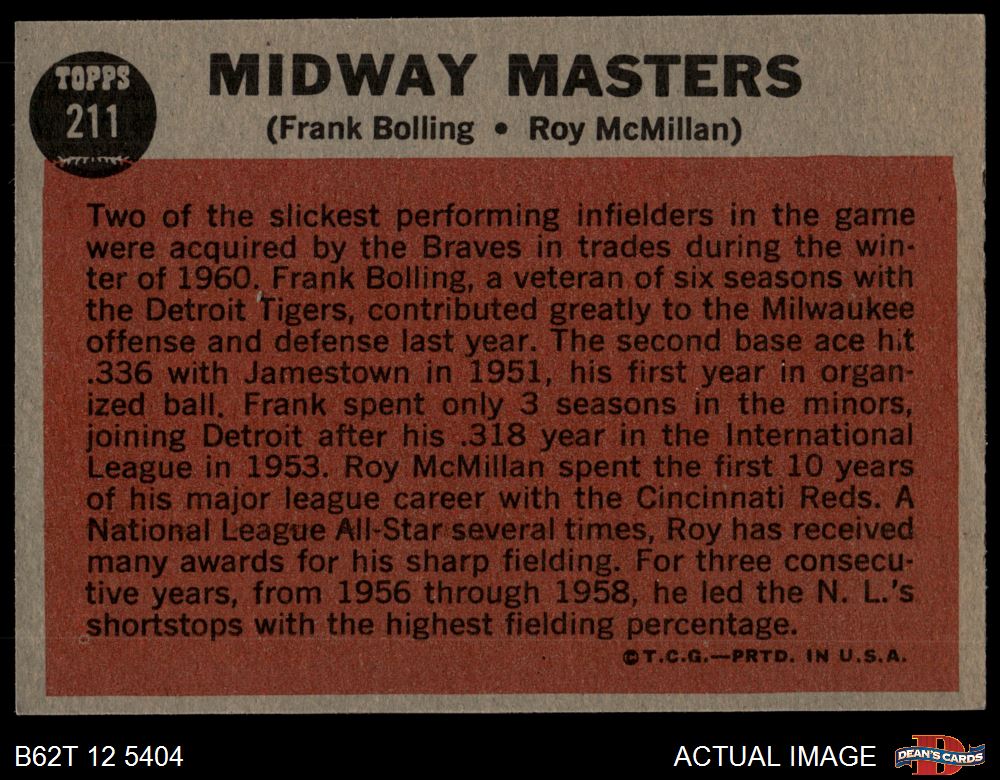 TOPPS
211
MIDWAY MASTERS
(Frank Bolling • Roy McMillan)
Two of the slickest performing infielders in the game
were acquired by the Braves in trades during the win-
ter of 1960. Frank Bolling, a veteran of six seasons with
the Detroit Tigers, contributed greatly to the Milwaukee
offense and defense last year. The second base ace hit
.336 with Jamestown in 1951, his first year in organ-
ized ball. Frank spent only 3 seasons in the minors,
joining Detroit after his .318 year in the International
League in 1953. Roy McMillan spent the first 10 years
of his major league career with the Cincinnati Reds. A
National League All-Star several times, Roy has received
many awards for his sharp fielding. For three consecu-
tive years, from 1956 through 1958, he led the N. L.'s
shortstops with the highest fielding percentage.
©T.C.G.—PRTD. IN U.S.A.
B62T 12 5404
ACTUAL IMAGE
D
DEAN'S CARDS